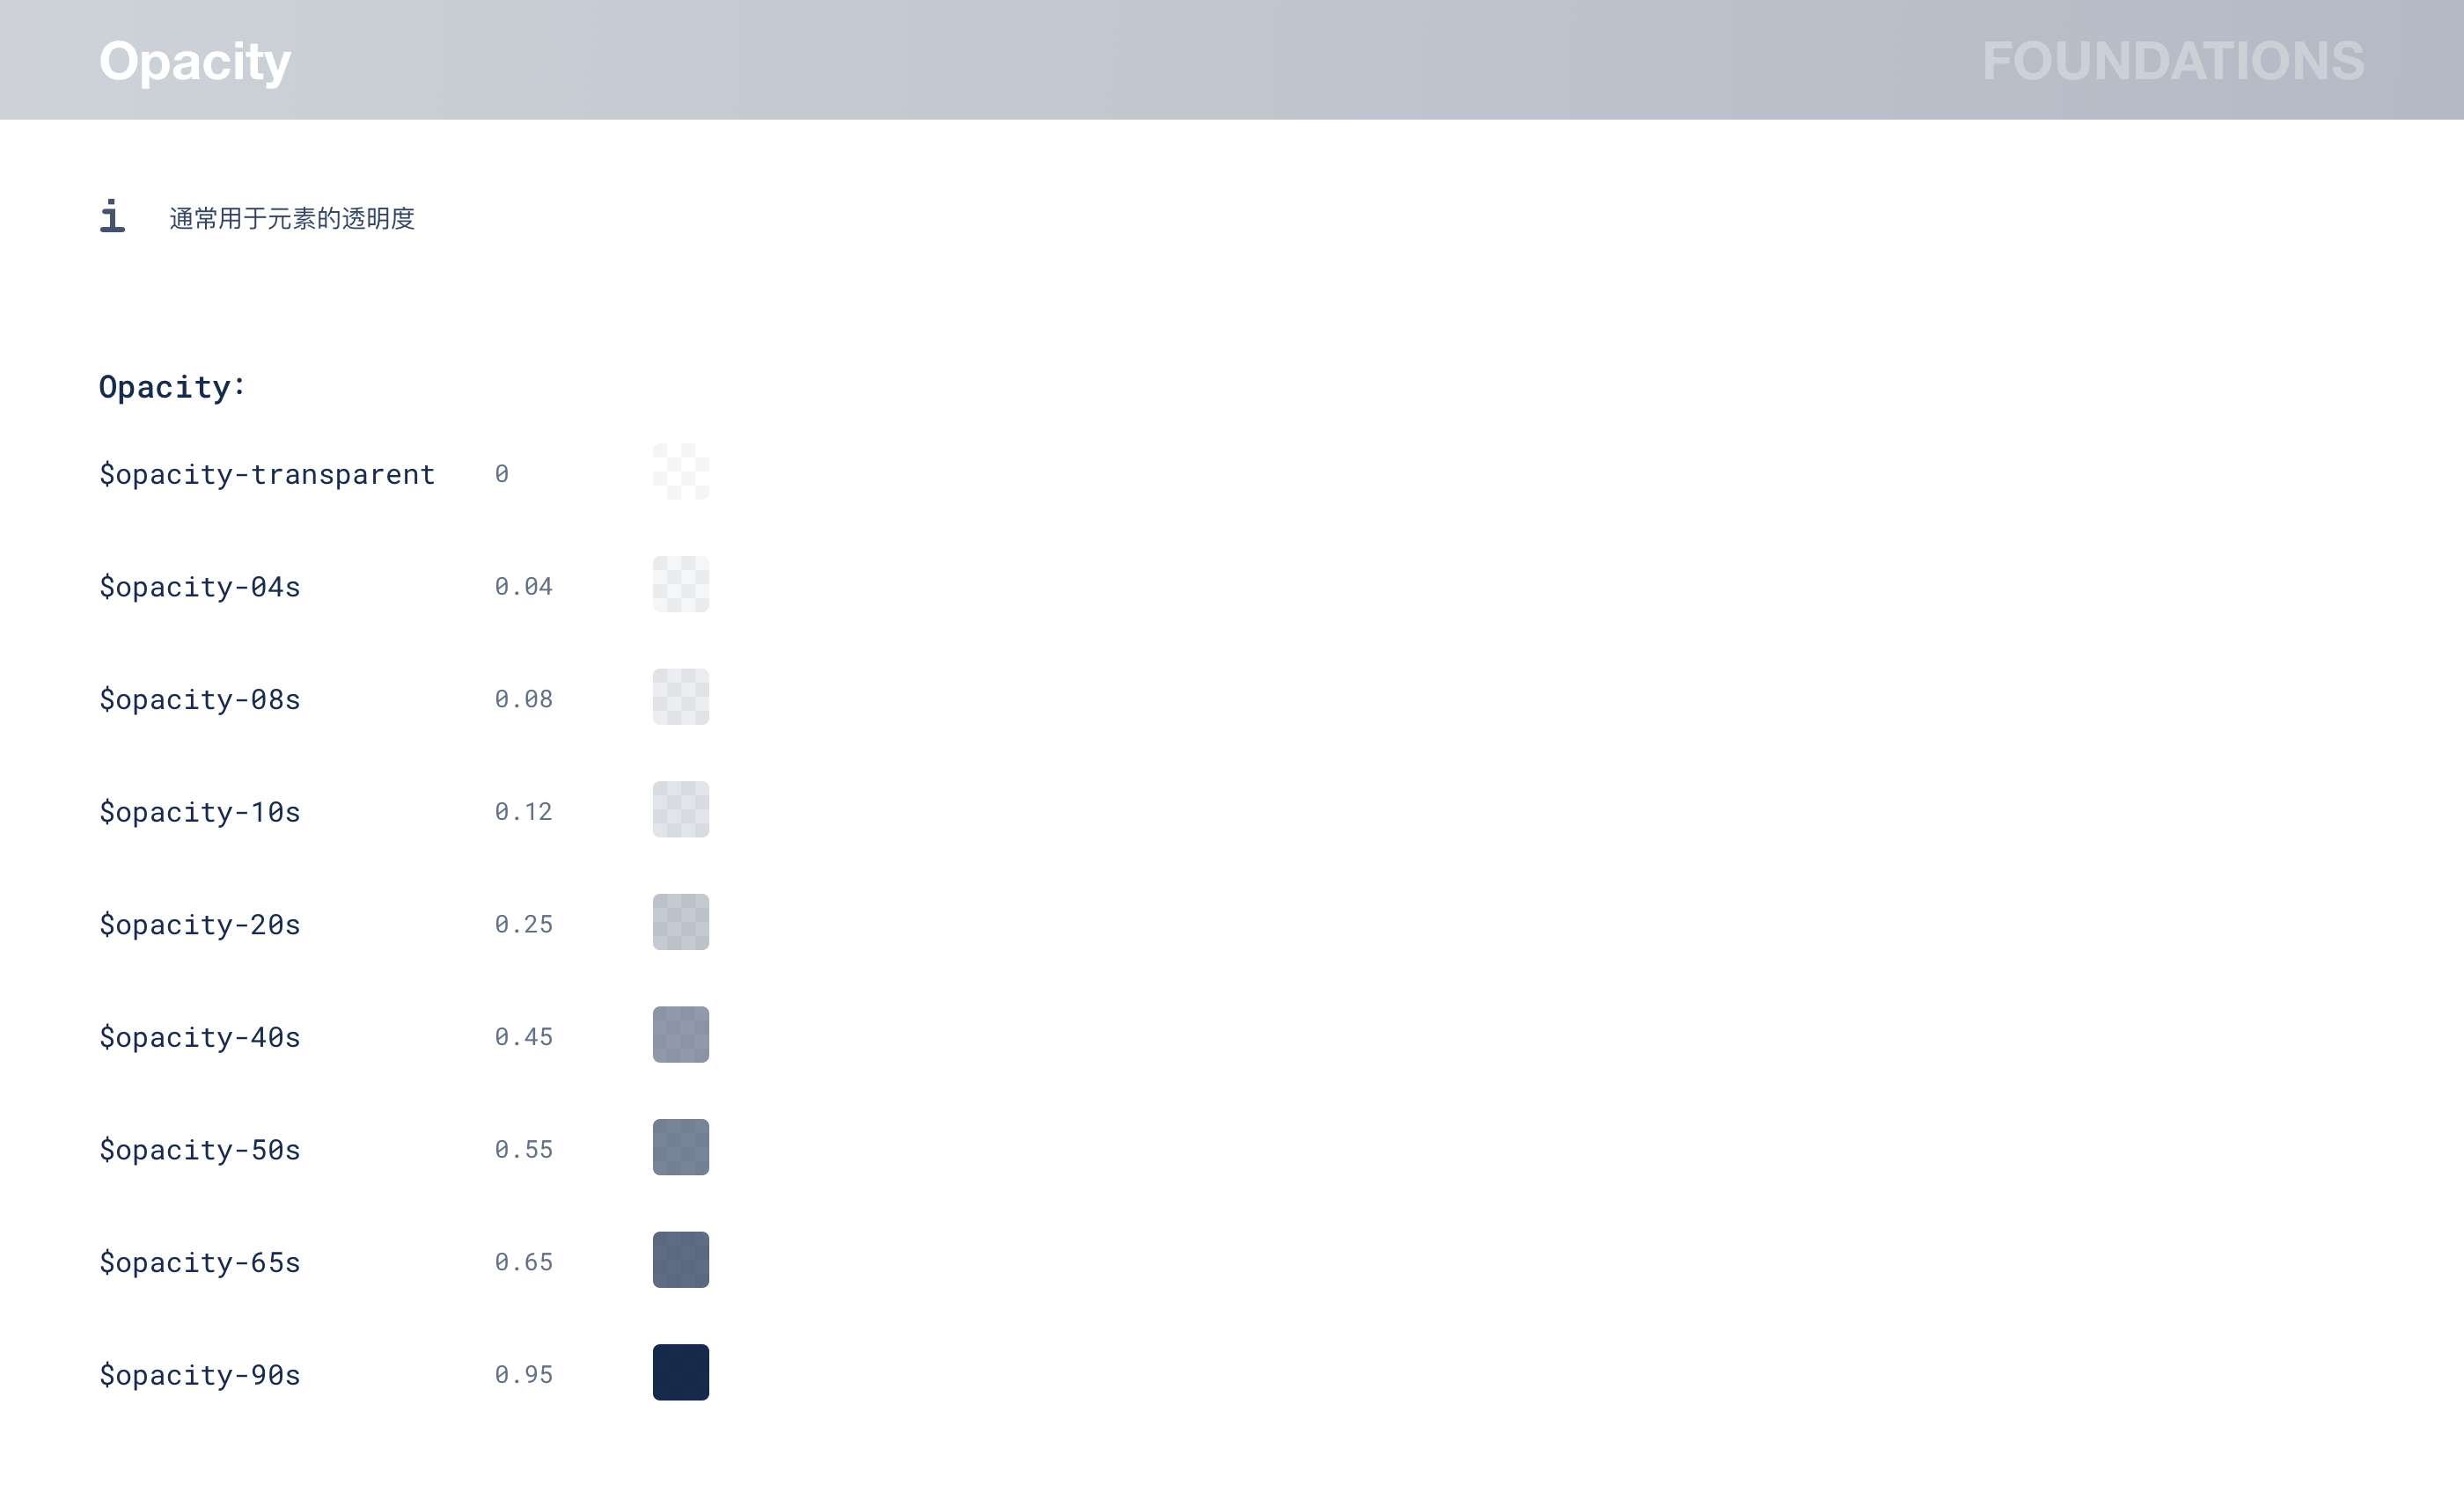 Opacity
FOUNDATIONS
i 通常用于元素的透明度
Opacity:
$opacity-transparent 0
$opacity-04s 0.04
$opacity-08s 0.08
$opacity-10s 0.12
$opacity-20s 0.25
$opacity-40s 0.45
$opacity-50s 0.55
$opacity-65s 0.65
$opacity-90s 0.95